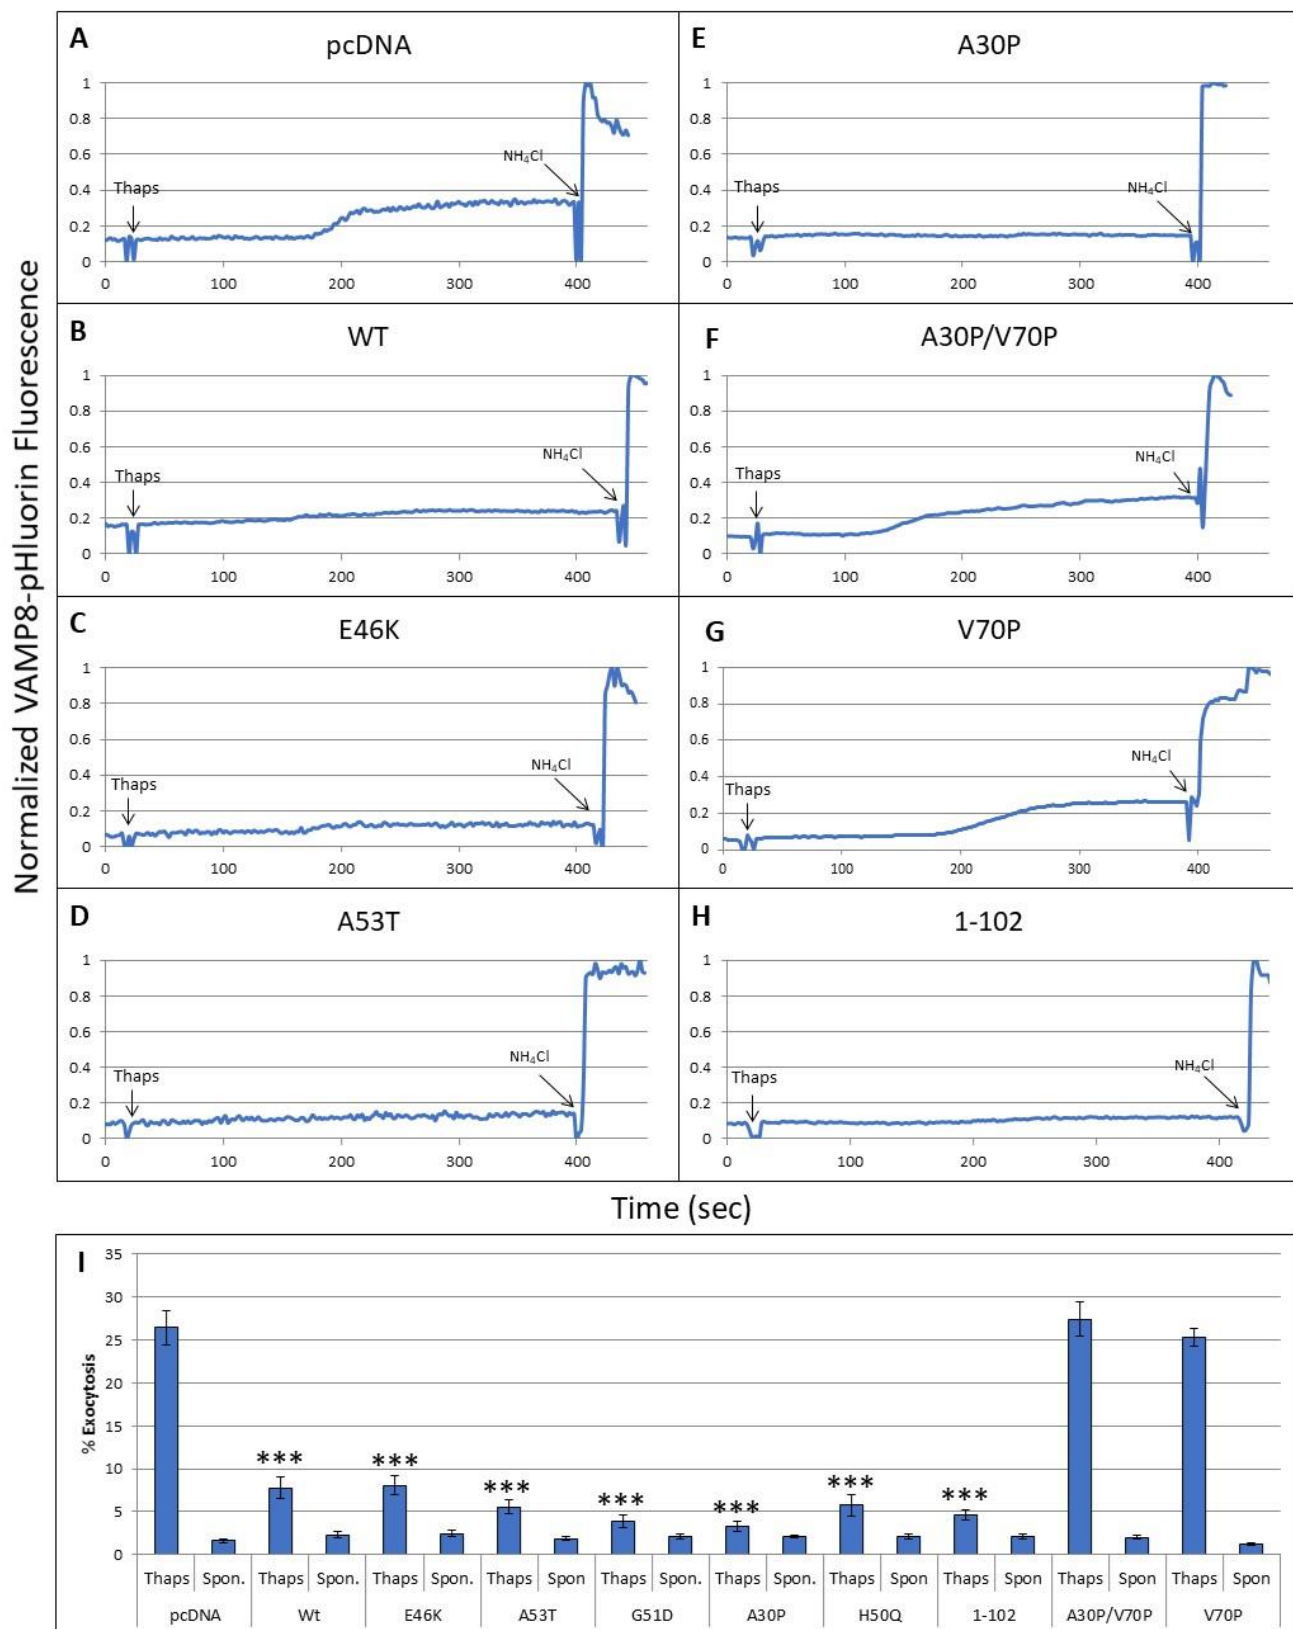 Normalized VAMP8-pHluorin Fluorescence
A
pcDNA
1
0.8
0.6
0.4
0.2
0
Thaps
NH₄Cl
0 100 200 300 400
B
WT
1
0.8
0.6
0.4
0.2
0
Thaps
NH₄Cl
0 100 200 300 400
C
E46K
1
0.8
0.6
0.4
0.2
0
Thaps
NH₄Cl
0 100 200 300 400
D
A53T
1
0.8
0.6
0.4
0.2
0
Thaps
NH₄Cl
0 100 200 300 400
E
A30P
1
0.8
0.6
0.4
0.2
0
Thaps
NH₄Cl
0 100 200 300 400
F
A30P/V70P
1
0.8
0.6
0.4
0.2
0
Thaps
NH₄Cl
0 100 200 300 400
G
V70P
1
0.8
0.6
0.4
0.2
0
Thaps
NH₄Cl
0 100 200 300 400
H
1-102
1
0.8
0.6
0.4
0.2
0
Thaps
NH₄Cl
0 100 200 300 400
Time (sec)
I
% Exocytosis
35
30
25
20
15
10
5
0
*** *** *** *** *** *** ***
Thaps Spon. Thaps Spon. Thaps Spon. Thaps Spon Thaps Spon Thaps Spon Thaps Spon Thaps Spon Thaps Spon Thaps Spon
pcDNA Wt E46K A53T G51D A30P H50Q 1-102 A30P/V70P V70P